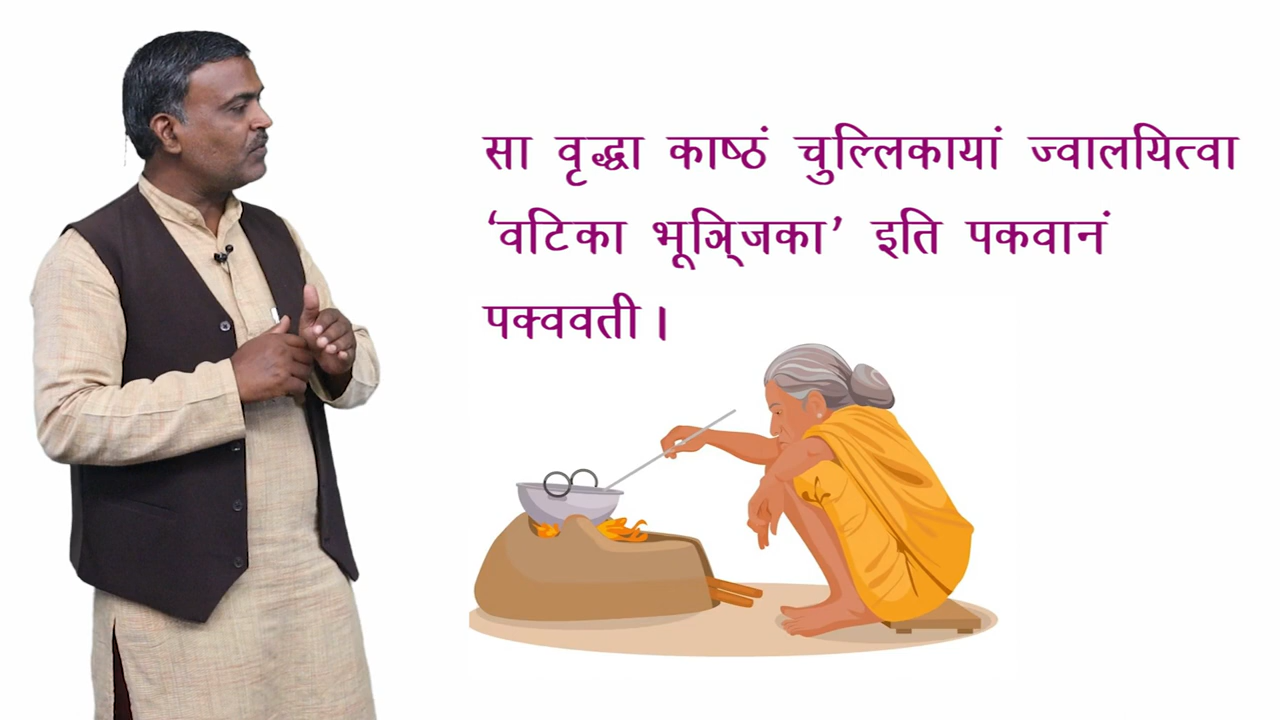 सा वृद्धा काष्ठं चुल्लिकायां ज्वालयित्वा
‘वटिका भूञ्जिका’ इति पकवानं
पक्ववती।